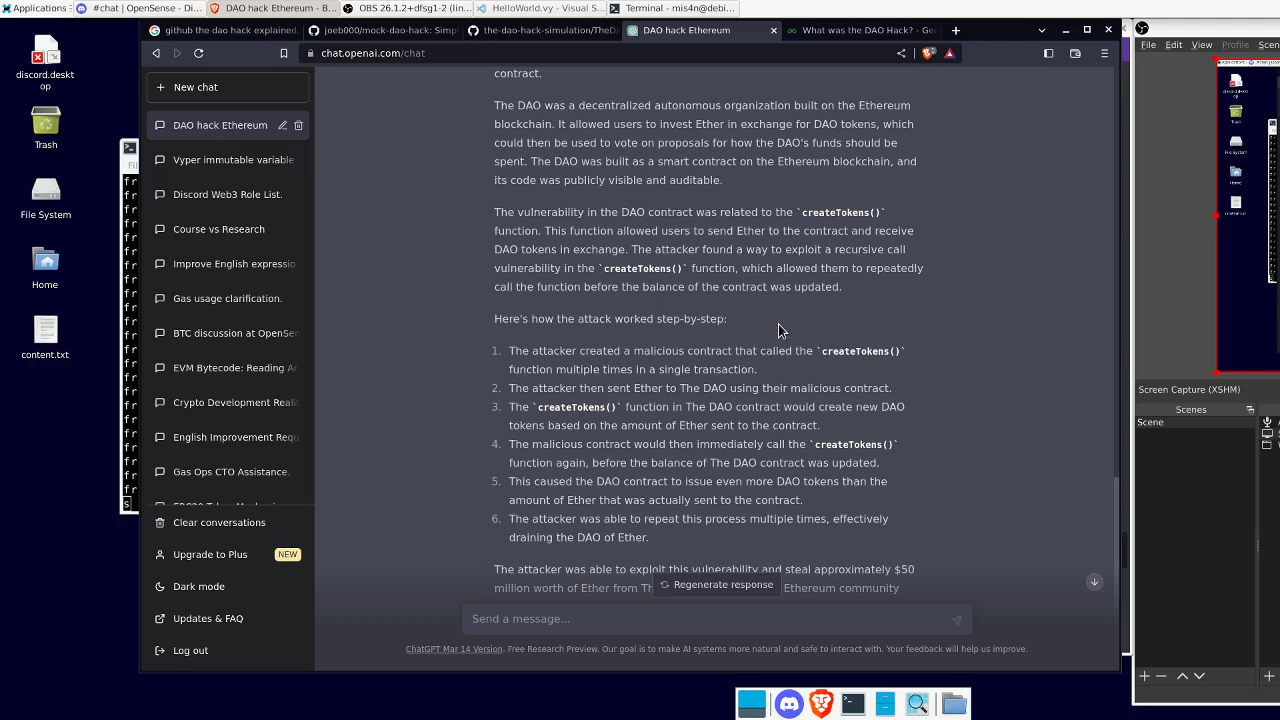 Applications
#chat | OpenSense - Di...
DAO hack Ethereum - B...
OBS 26.1.2+dfsg1-2 (lin...
HelloWorld.vy - Visual S...
Terminal - mis4n@debi...
github the dao hack explained.
joeb000/mock-dao-hack: Simpl
the-dao-hack-simulation/TheDA
DAO hack Ethereum
What was the DAO Hack? - Gee
chat.openai.com/chat
New chat
DAO hack Ethereum
Vyper immutable variable
Discord Web3 Role List.
Course vs Research
Improve English expressio
Gas usage clarification.
BTC discussion at OpenSen
EVM Bytecode: Reading Ar
Crypto Development Realit
English Improvement Requ
Gas Ops CTO Assistance.
Clear conversations
Upgrade to Plus
NEW
Dark mode
Updates & FAQ
Log out
contract.
The DAO was a decentralized autonomous organization built on the Ethereum
blockchain. It allowed users to invest Ether in exchange for DAO tokens, which
could then be used to vote on proposals for how the DAO's funds should be
spent. The DAO was built as a smart contract on the Ethereum blockchain, and
its code was publicly visible and auditable.
The vulnerability in the DAO contract was related to the `createTokens()`
function. This function allowed users to send Ether to the contract and receive
DAO tokens in exchange. The attacker found a way to exploit a recursive call
vulnerability in the `createTokens()` function, which allowed them to repeatedly
call the function before the balance of the contract was updated.
Here's how the attack worked step-by-step:
1. The attacker created a malicious contract that called the `createTokens()`
function multiple times in a single transaction.
2. The attacker then sent Ether to The DAO using their malicious contract.
3. The `createTokens()` function in The DAO contract would create new DAO
tokens based on the amount of Ether sent to the contract.
4. The malicious contract would then immediately call the `createTokens()`
function again, before the balance of The DAO contract was updated.
5. This caused the DAO contract to issue even more DAO tokens than the
amount of Ether that was actually sent to the contract.
6. The attacker was able to repeat this process multiple times, effectively
draining the DAO of Ether.
The attacker was able to exploit this vulnerability and steal approximately $50
million worth of Ether from Th
Ethereum community
Regenerate response
Send a message...
ChatGPT Mar 14 Version. Free Research Preview. Our goal is to make AI systems more natural and safe to interact with. Your feedback will help us improve.
discord.deskt
op
Trash
File System
Home
content.txt
File Edit View Profile Scen
Screen Capture (XSHM)
Scenes
Scene